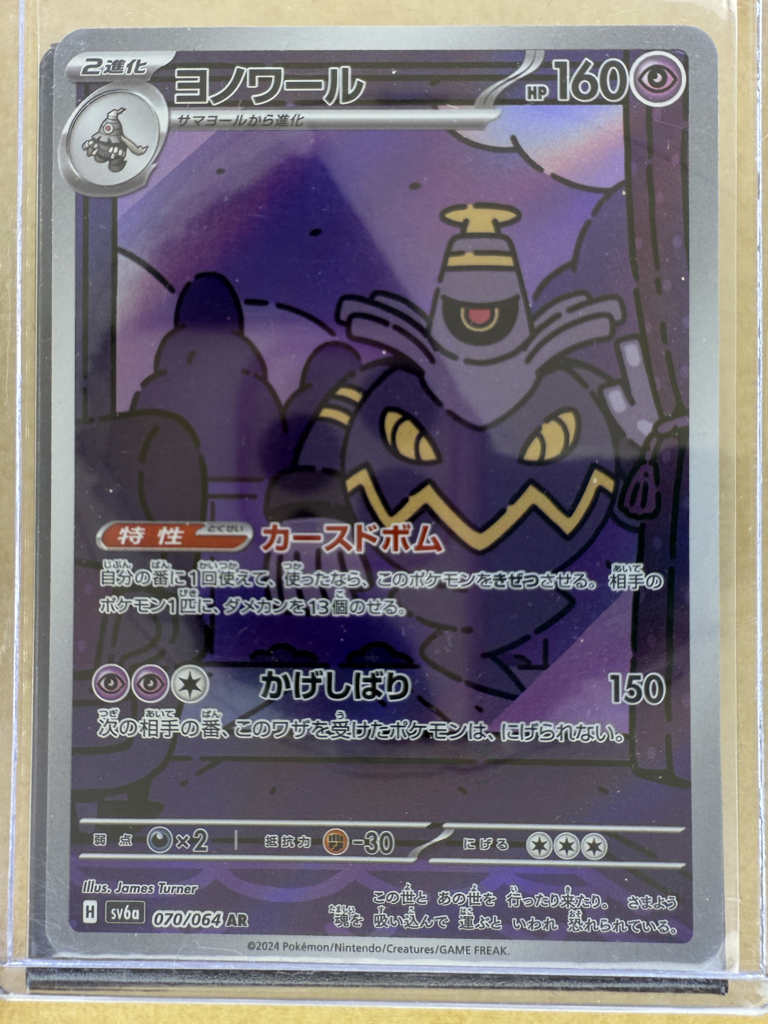 2進化
ヨノワール
HP160
サマヨールから進化
特性 とくせい
カースドボム
自分の番に1回使えて、使ったなら、このポケモンをきぜつさせる。相手の
ポケモン1匹に、ダメカンを13個のせる。
かげしばり
150
次の相手の番、このワザを受けたポケモンは、にげられない。
弱点 ×2 抵抗力 -30 にげる
Illus. James Turner
H sv6a 070/064 AR
この世と あの世を 行ったり来たり。 さまよう
魂を 吸い込んで 運ぶと いわれ 恐れられている。
©2024 Pokémon/Nintendo/Creatures/GAME FREAK.